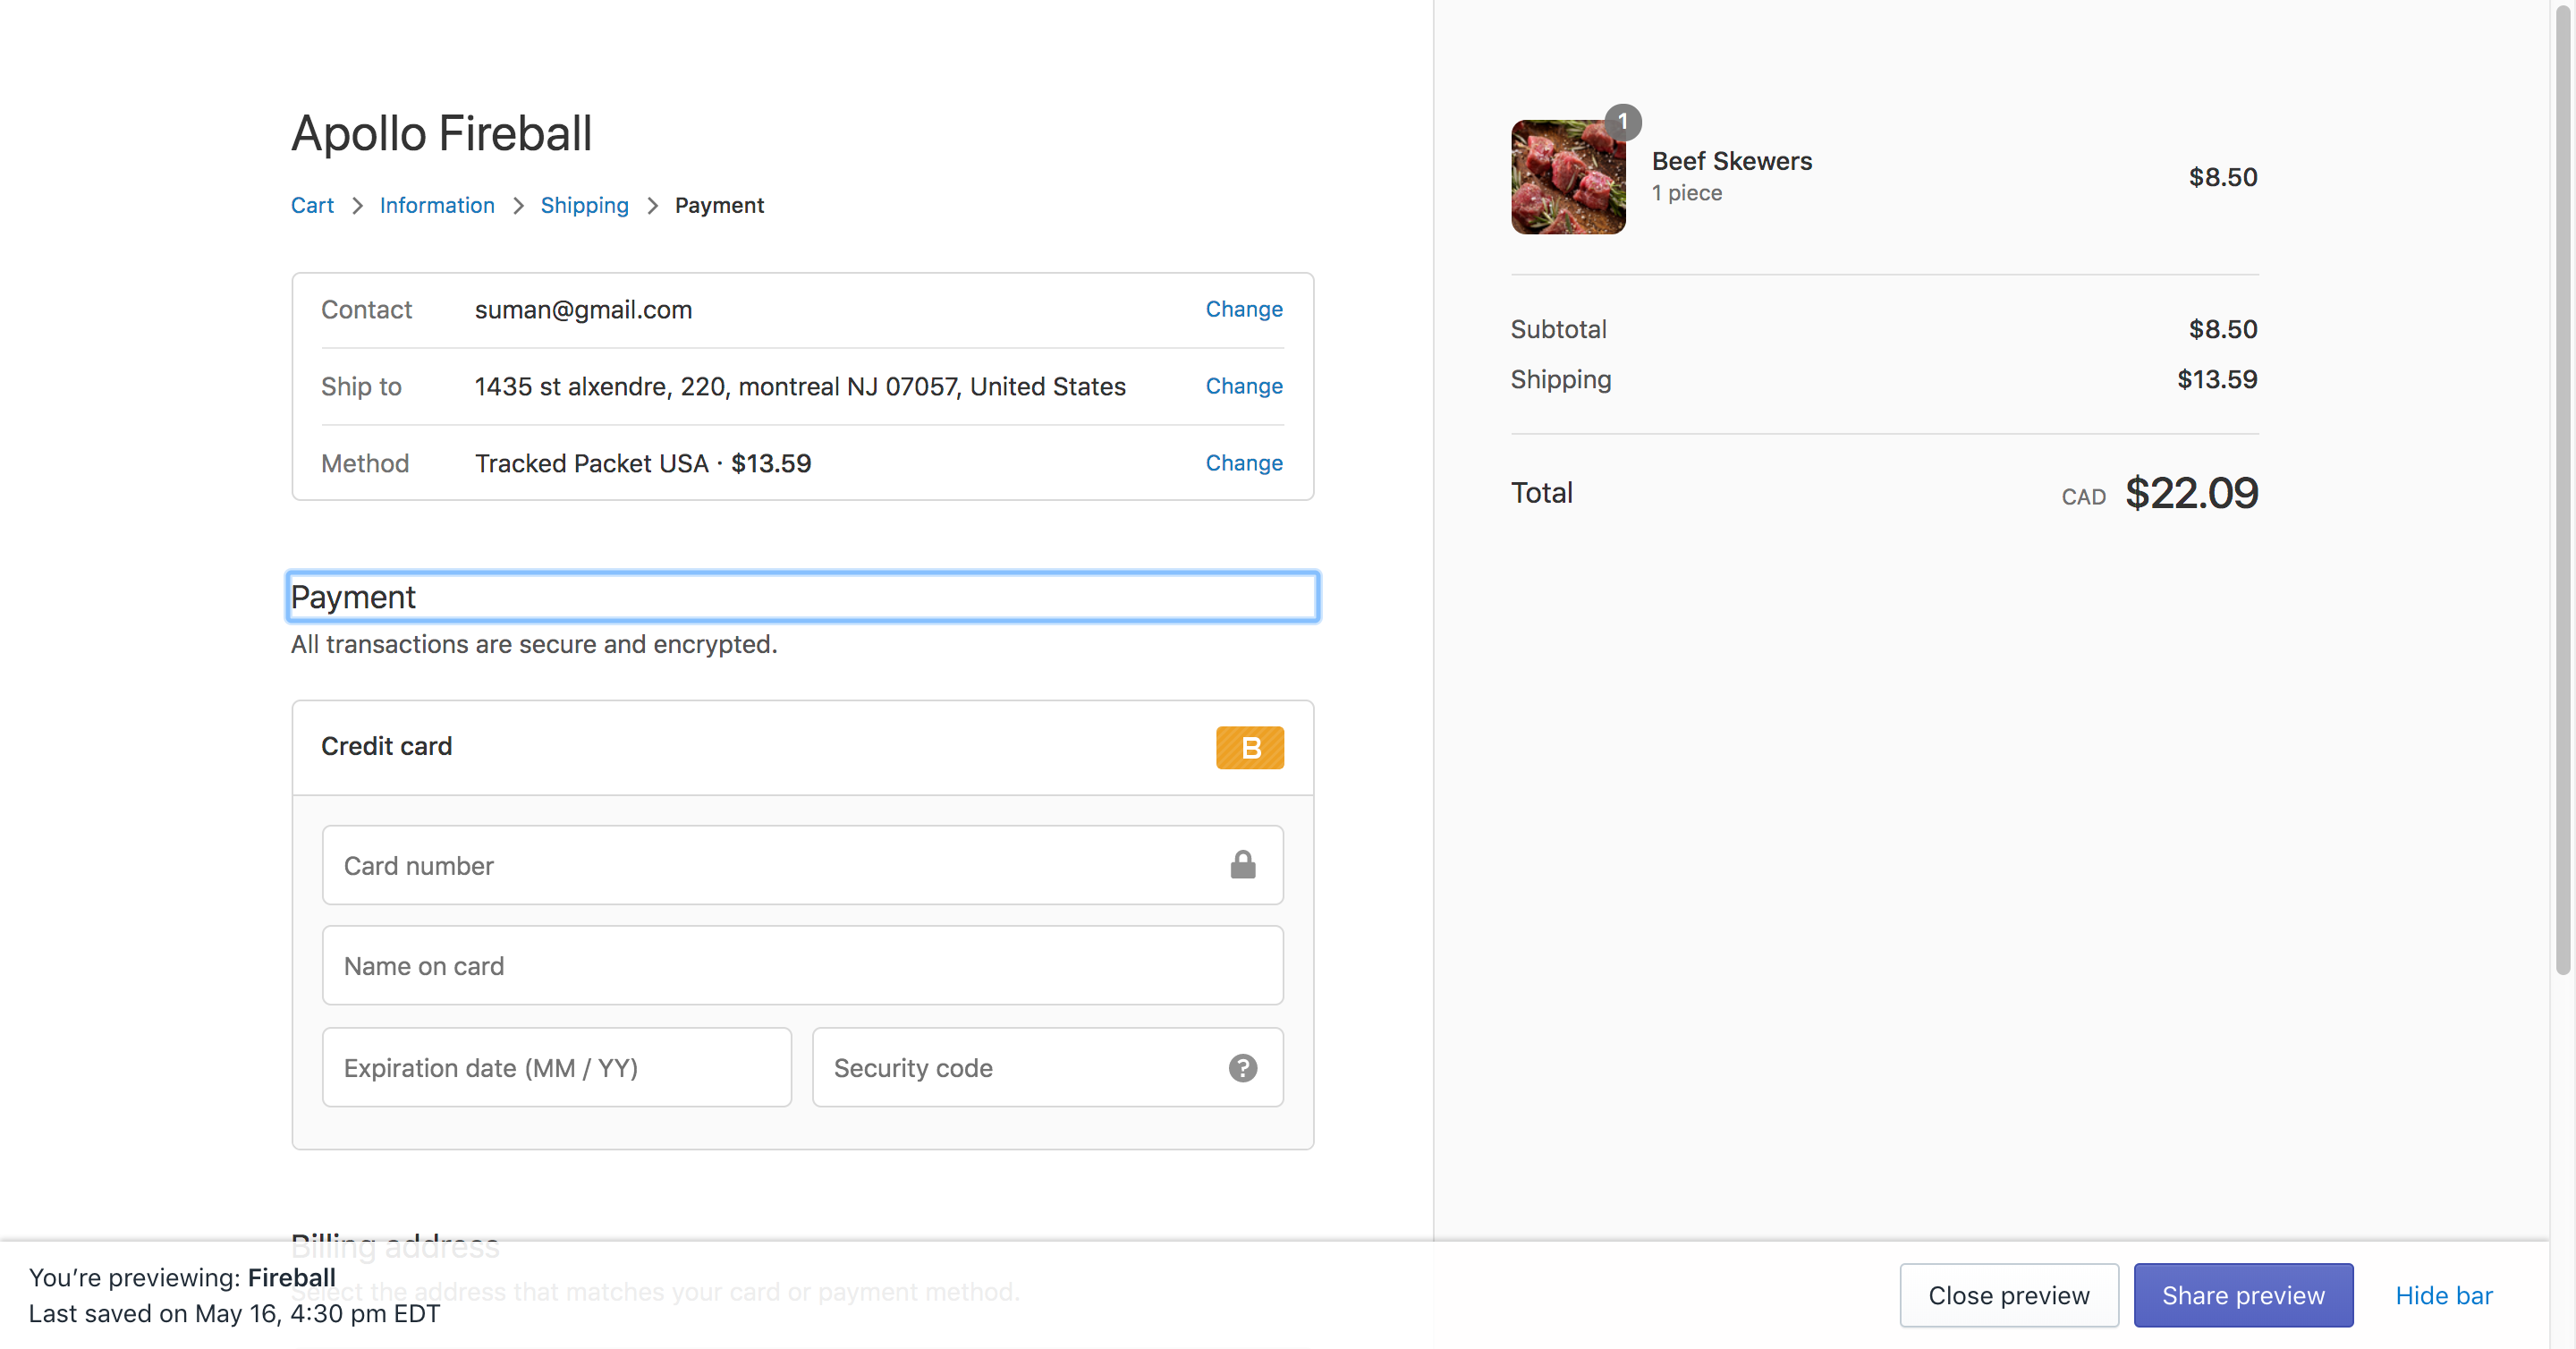 Apollo Fireball
Cart > Information > Shipping > Payment
Contact suman@gmail.com Change
Ship to 1435 st alxendre, 220, montreal NJ 07057, United States Change
Method Tracked Packet USA · $13.59 Change
Payment
All transactions are secure and encrypted.
Credit card B
Card number
Name on card
Expiration date (MM / YY) Security code ?
Billing address
Select the address that matches your card or payment method.
1
Beef Skewers
1 piece
$8.50
Subtotal $8.50
Shipping $13.59
Total CAD $22.09
You’re previewing: Fireball
Last saved on May 16, 4:30 pm EDT
Close preview Share preview Hide bar